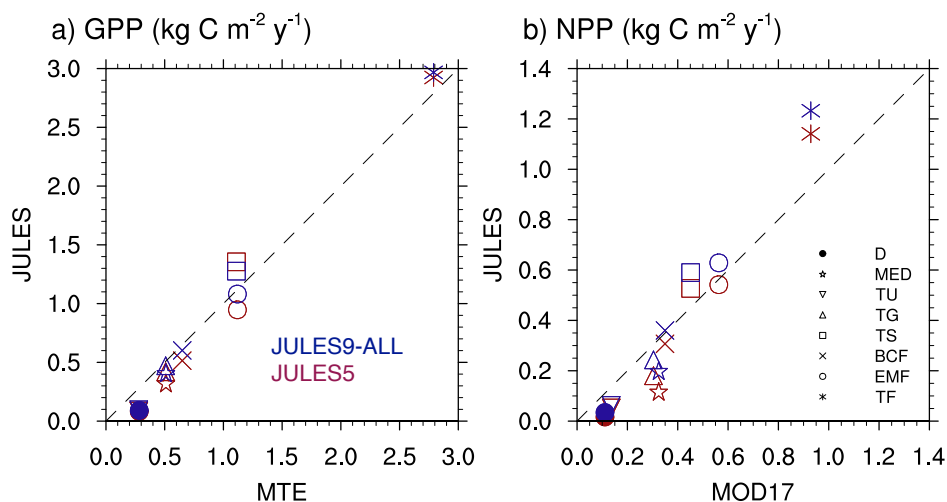 a) GPP (kg C m⁻² y⁻¹)
3.0
2.5
2.0
1.5
1.0
0.5
0.0
JULES
JULES9-ALL
JULES5
0.0 0.5 1.0 1.5 2.0 2.5 3.0
MTE
b) NPP (kg C m⁻² y⁻¹)
1.4
1.2
1.0
0.8
0.6
0.4
0.2
0.0
JULES
D
MED
TU
TG
TS
BCF
EMF
TF
0.0 0.2 0.4 0.6 0.8 1.0 1.2 1.4
MOD17